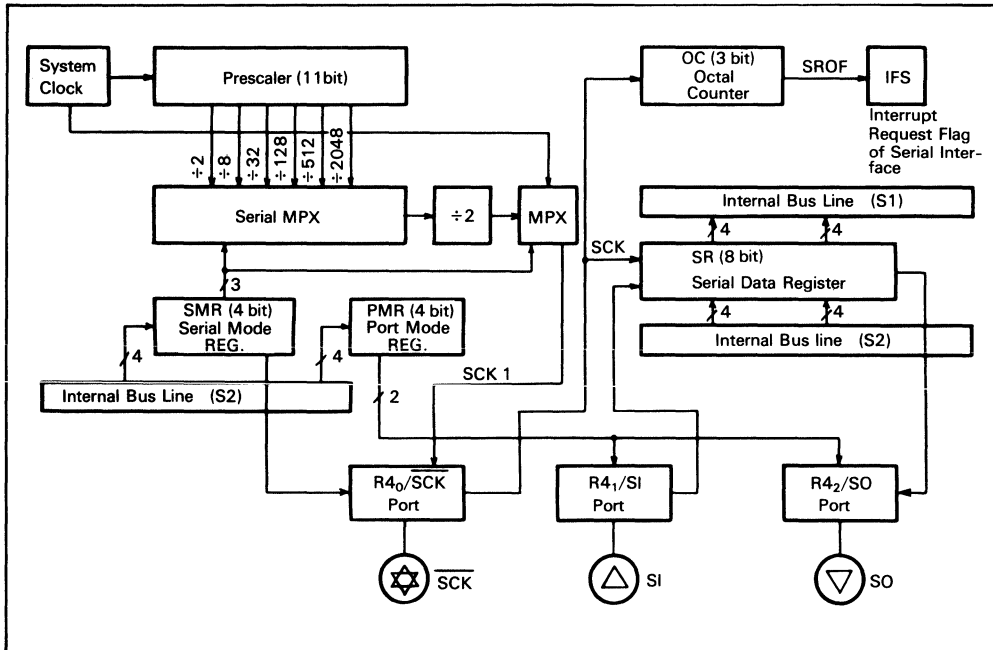 System
Clock
Prescaler (11bit)
OC (3 bit)
Octal
Counter
SROF
IFS
Interrupt
Request Flag
of Serial Inter-
face
÷2
÷8
÷32
÷128
÷512
÷2048
Serial MPX
÷2
MPX
Internal Bus Line (S1)
4
4
SCK
SR (8 bit)
Serial Data Register
4
4
Internal Bus line (S2)
3
SMR (4 bit)
Serial Mode
REG.
PMR (4 bit)
Port Mode
REG.
4
4
Internal Bus Line (S2)
2
SCK 1
R4₀/S̅C̅K̅
Port
R4₁/SI
Port
R4₂/SO
Port
S̅C̅K̅
SI
SO